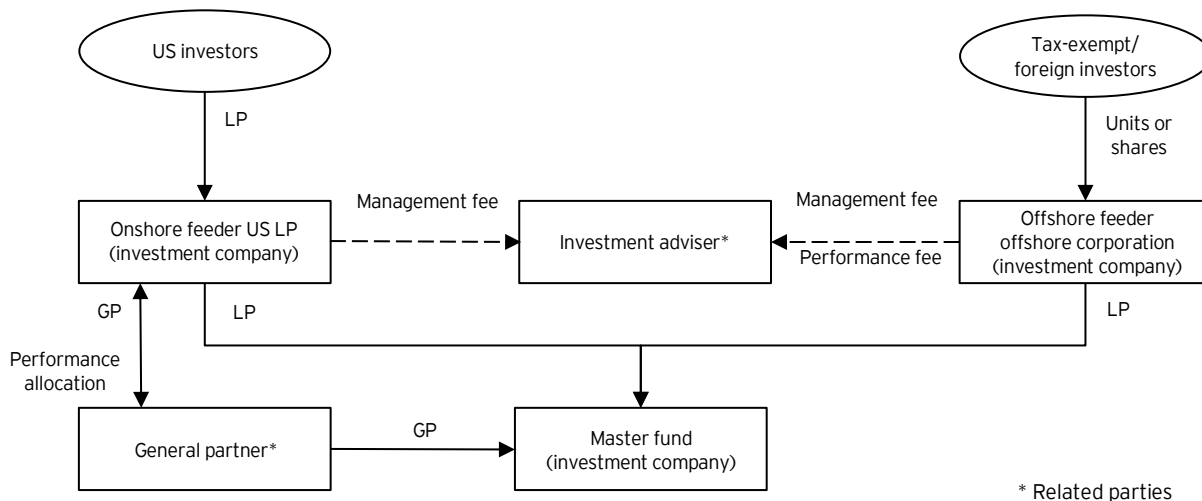 US investors
Tax-exempt/
foreign investors
LP
Units or
shares
Management fee
Management fee
Onshore feeder US LP
(investment company)
Investment adviser*
Performance fee
Offshore feeder
offshore corporation
(investment company)
GP
LP
LP
Performance
allocation
General partner*
GP
Master fund
(investment company)
* Related parties